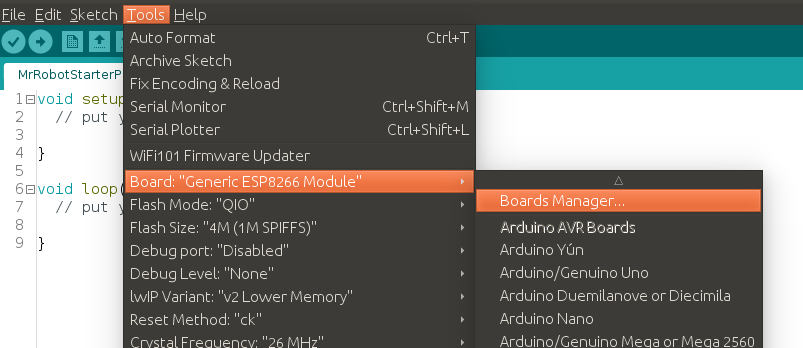 File Edit Sketch Tools Help
Auto Format Ctrl+T
Archive Sketch
Fix Encoding & Reload
Serial Monitor Ctrl+Shift+M
Serial Plotter Ctrl+Shift+L
WiFi101 Firmware Updater
Board: "Generic ESP8266 Module"
Flash Mode: "QIO"
Flash Size: "4M (1M SPIFFS)"
Debug port: "Disabled"
Debug Level: "None"
lwIP Variant: "v2 Lower Memory"
Reset Method: "ck"
Crystal Frequency: "26 MHz"
Boards Manager...
Arduino AVR Boards
Arduino Yún
Arduino/Genuino Uno
Arduino Duemilanove or Diecimila
Arduino Nano
Arduino/Genuino Mega or Mega 2560
MrRobotStarterP
1 void setup
2 // put y
3
4 }
5
6 void loop(
7 // put y
8
9 }